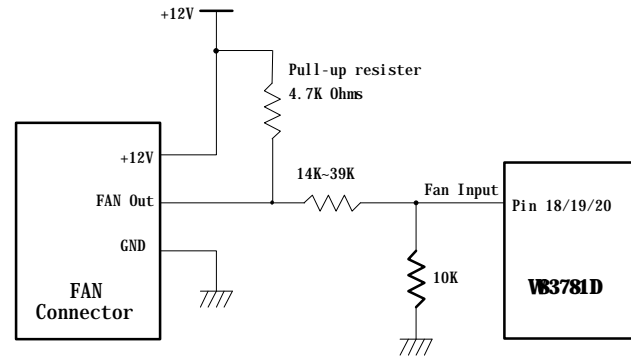 +12V
Pull-up resister
4.7K Ohms
+12V
14K~39K
FAN Out
Fan Input
Pin 18/19/20
GND
10K
W83781D
FAN
Connector